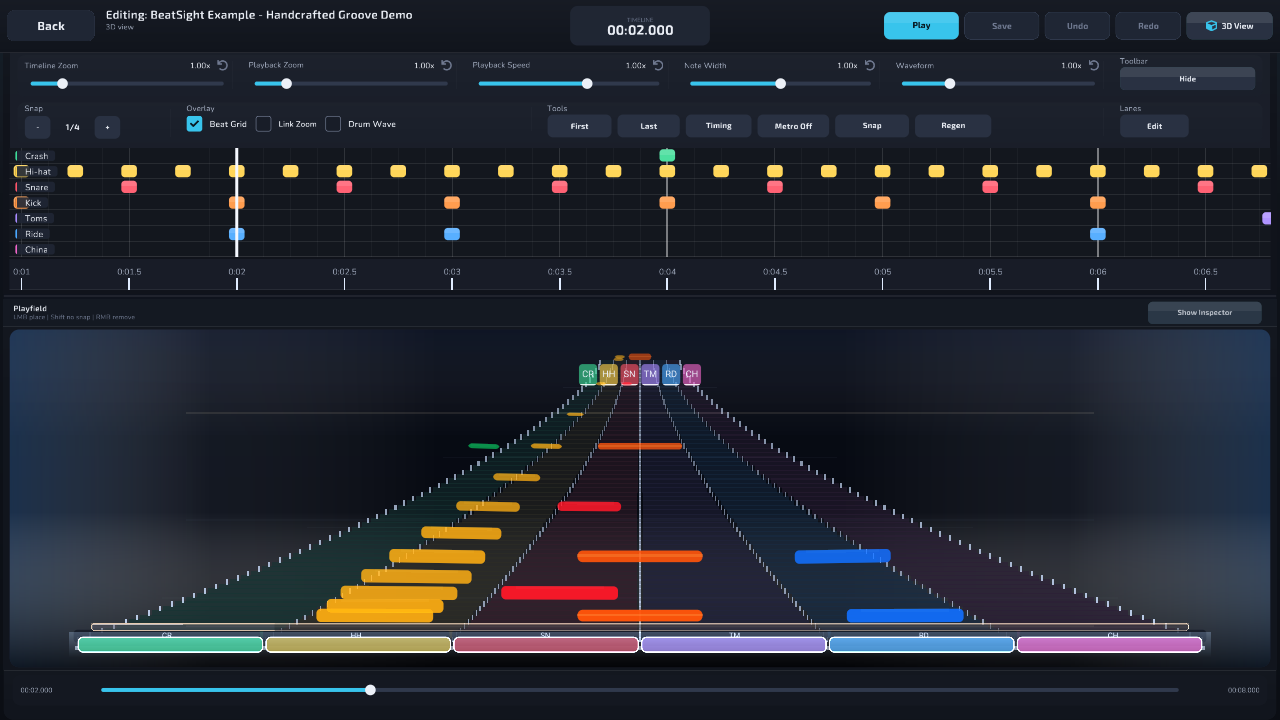 Back
Editing: BeatSight Example - Handcrafted Groove Demo
3D view
TIMELINE
00:02.000
Play
Save
Undo
Redo
3D View
Timeline Zoom 1.00x
Playback Zoom 1.00x
Playback Speed 1.00x
Note Width 1.00x
Waveform 1.00x
Toolbar
Hide
Snap
- 1/4 +
Overlay
Beat Grid
Link Zoom
Drum Wave
Tools
First
Last
Timing
Metro Off
Snap
Regen
Lanes
Edit
Crash
Hi-hat
Snare
Kick
Toms
Ride
China
0:01 0:01.5 0:02 0:02.5 0:03 0:03.5 0:04 0:04.5 0:05 0:05.5 0:06 0:06.5
Playfield
LMB place | Shift no snap | RMB remove
Show Inspector
CR HH SN TM RD CH
CR HH SN TM RD CH
00:02.000
00:08.000